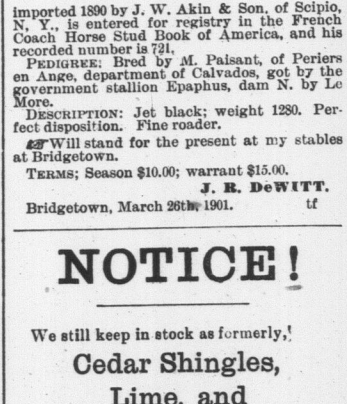 imported 1890 by J. W. Akin & Son, of Scipio,
N. Y., is entered for registry in the French
Coach Horse Stud Book of America, and his
recorded number is 721.
PEDIGREE: Bred by M. Paisant, of Periers
en Ange, department of Calvados, got by the
government stallion Epaphus, dam N. by Le
More.
DESCRIPTION: Jet black; weight 1280. Per-
fect disposition. Fine roader.
☞Will stand for the present at my stables
at Bridgetown.
TERMS; Season $10.00; warrant $15.00.
J. R. DeWITT.
Bridgetown, March 26th, 1901. tf
NOTICE!
We still keep in stock as formerly,
Cedar Shingles,
Lime, and